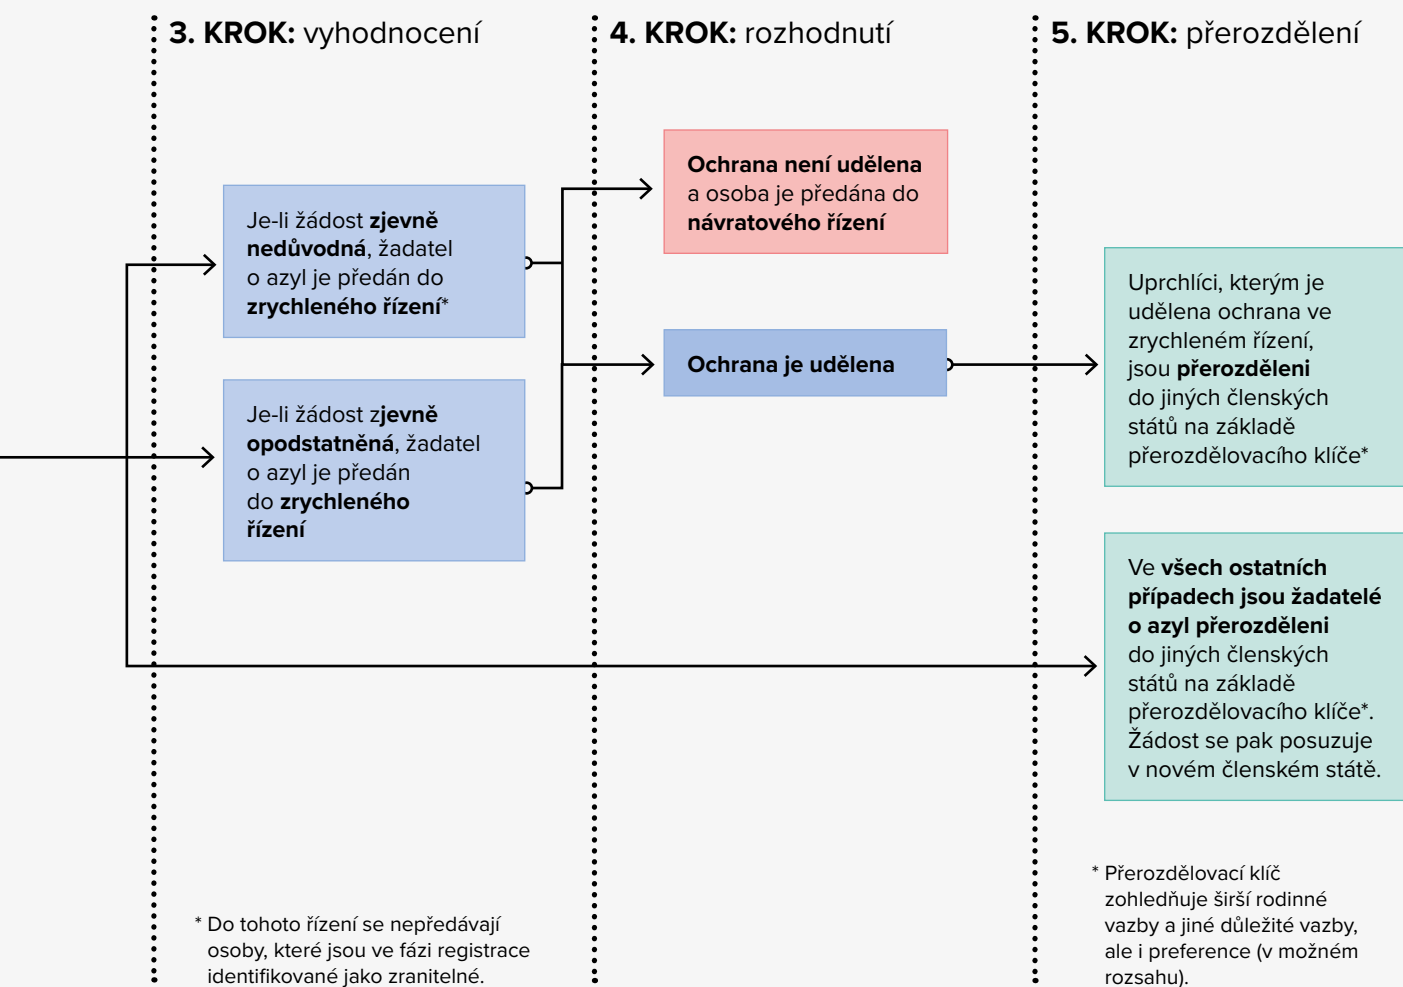 3. KROK: vyhodnocení
Je-li žádost zjevně
nedůvodná, žadatel
o azyl je předán do
zrychleného řízení*
Je-li žádost zjevně
opodstatněná, žadatel
o azyl je předán
do zrychleného
řízení
* Do tohoto řízení se nepředávají
osoby, které jsou ve fázi registrace
identifikované jako zranitelné.
4. KROK: rozhodnutí
Ochrana není udělena
a osoba je předána do
návratového řízení
Ochrana je udělena
5. KROK: přerozdělení
Uprchlíci, kterým je
udělena ochrana ve
zrychleném řízení,
jsou přerozděleni
do jiných členských
států na základě
přerozdělovacího klíče*
Ve všech ostatních
případech jsou žadatelé
o azyl přerozděleni
do jiných členských
států na základě
přerozdělovacího klíče*.
Žádost se pak posuzuje
v novém členském státě.
* Přerozdělovací klíč
zohledňuje širší rodinné
vazby a jiné důležité vazby,
ale i preference (v možném
rozsahu).